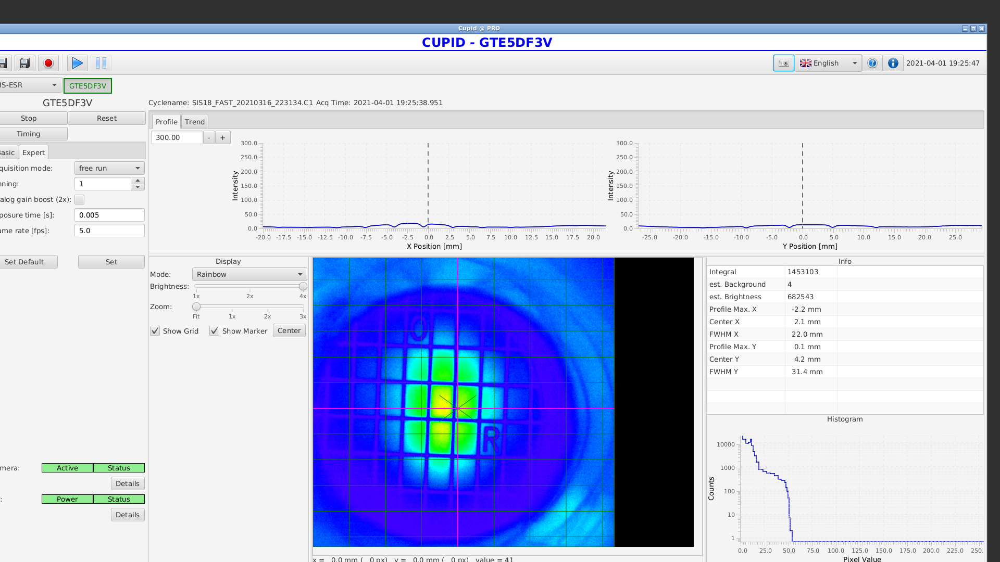 Cupid @ PRO
CUPID - GTE5DF3V
English
2021-04-01 19:25:47
IS-ESR
GTE5DF3V
GTE5DF3V
Cyclename: SIS18_FAST_20210316_223134.C1 Acq Time: 2021-04-01 19:25:38.951
Stop Reset
Timing
Basic Expert
quisition mode: free run
nning: 1
alog gain boost (2x):
posure time [s]: 0.005
ame rate [fps]: 5.0
Set Default Set
mera: Active Status
Details
: Power Status
Details
Profile Trend
300.00 - +
300.0
250.0
200.0
150.0
100.0
50.0
0.0
Intensity
-20.0 -17.5 -15.0 -12.5 -10.0 -7.5 -5.0 -2.5 0.0 2.5 5.0 7.5 10.0 12.5 15.0 17.5 20.0
X Position [mm]
300.0
250.0
200.0
150.0
100.0
50.0
0.0
Intensity
-25.0 -20.0 -15.0 -10.0 -5.0 0.0 5.0 10.0 15.0 20.0 25.0
Y Position [mm]
Display
Mode: Rainbow
Brightness:
1x 2x 4x
Zoom:
Fit 1x 2x 3x
Show Grid Show Marker Center
O
R
x = 0.0 mm ( 0 px) y = 0.0 mm ( 0 px) value = 41
Info
Integral 1453103
est. Background 4
est. Brightness 682543
Profile Max. X -2.2 mm
Center X 2.1 mm
FWHM X 22.0 mm
Profile Max. Y 0.1 mm
Center Y 4.2 mm
FWHM Y 31.4 mm
Histogram
10000
1000
100
10
1
Counts
0.0 25.0 50.0 75.0 100.0 125.0 150.0 175.0 200.0 225.0 250.
Pixel Value